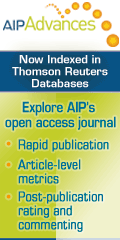 AIPAdvances
Now Indexed in
Thomson Reuters
Databases
Explore AIP's
open access journal
Rapid publication
Article-level
metrics
Post-publication
rating and
commenting